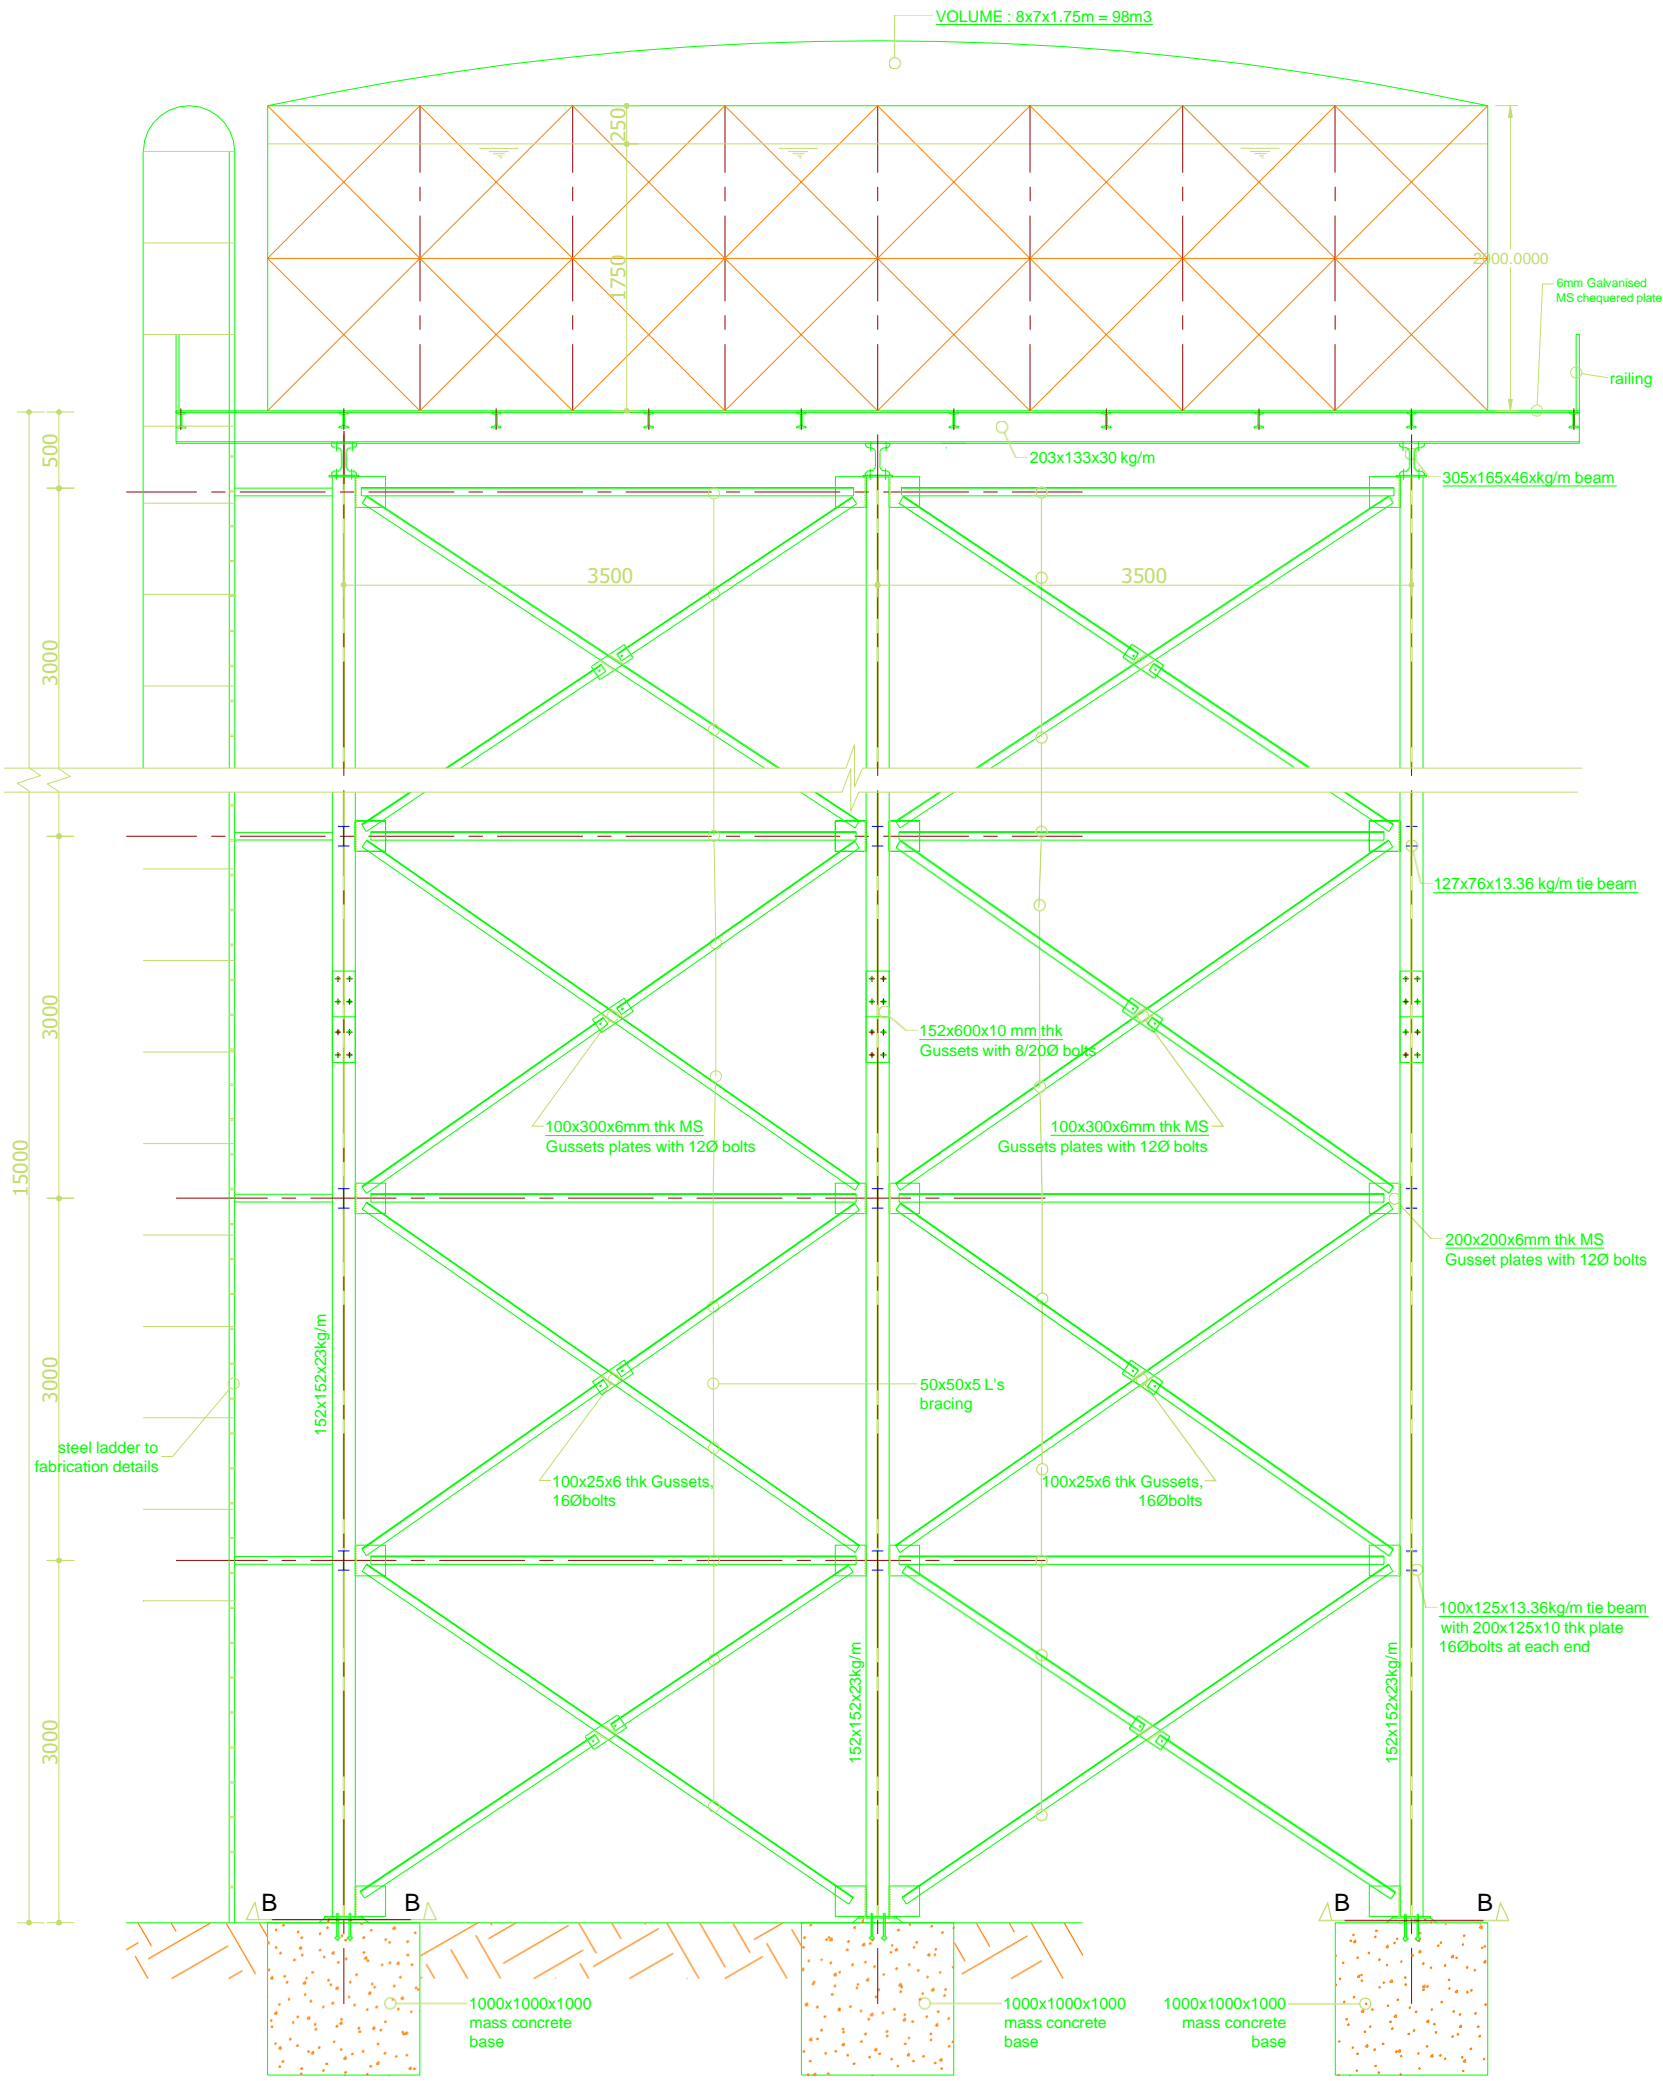 VOLUME : 8x7x1.75m = 98m3
250
1750
2000.0000
6mm Galvanised
MS chequered plate
railing
500
203x133x30 kg/m
305x165x46xkg/m beam
3500
3500
3000
127x76x13.36 kg/m tie beam
3000
152x600x10 mm thk
Gussets with 8/20Ø bolts
100x300x6mm thk MS
Gussets plates with 12Ø bolts
100x300x6mm thk MS
Gussets plates with 12Ø bolts
15000
200x200x6mm thk MS
Gusset plates with 12Ø bolts
152x152x23kg/m
3000
50x50x5 L's
bracing
steel ladder to
fabrication details
100x25x6 thk Gussets,
16Øbolts
100x25x6 thk Gussets,
16Øbolts
100x125x13.36kg/m tie beam
with 200x125x10 thk plate
16Øbolts at each end
152x152x23kg/m
152x152x23kg/m
3000
B
B
B
B
1000x1000x1000
mass concrete
base
1000x1000x1000
mass concrete
base
1000x1000x1000
mass concrete
base